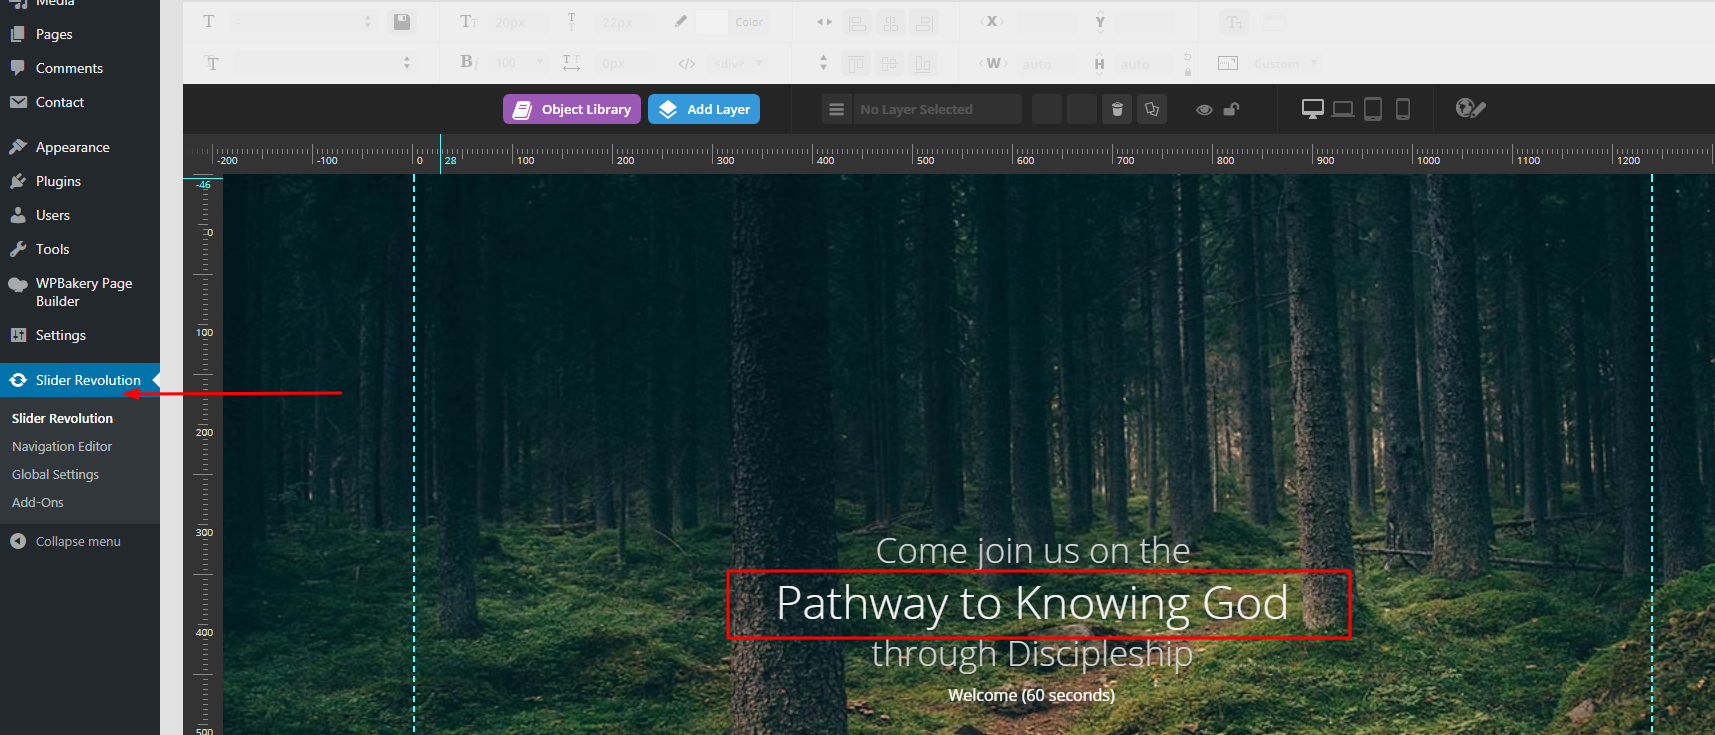 Media
Pages
Comments
Contact
Appearance
Plugins
Users
Tools
WPBakery Page
Builder
Settings
Slider Revolution
Slider Revolution
Navigation Editor
Global Settings
Add-Ons
Collapse menu
20px 22px Color X Y
100 0px </> <div> W auto H auto Custom
Object Library Add Layer No Layer Selected
-200 -100 0 28 100 200 300 400 500 600 700 800 900 1000 1100 1200
-46
0
100
200
300
400
500
Come join us on the
Pathway to Knowing God
through Discipleship
Welcome (60 seconds)